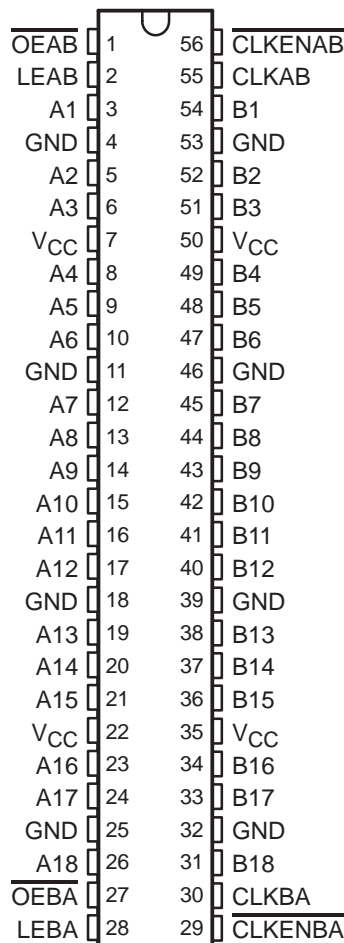 O̅E̅A̅B̅ 1 56 C̅L̅K̅E̅N̅A̅B̅
LEAB 2 55 CLKAB
A1 3 54 B1
GND 4 53 GND
A2 5 52 B2
A3 6 51 B3
VCC 7 50 VCC
A4 8 49 B4
A5 9 48 B5
A6 10 47 B6
GND 11 46 GND
A7 12 45 B7
A8 13 44 B8
A9 14 43 B9
A10 15 42 B10
A11 16 41 B11
A12 17 40 B12
GND 18 39 GND
A13 19 38 B13
A14 20 37 B14
A15 21 36 B15
VCC 22 35 VCC
A16 23 34 B16
A17 24 33 B17
GND 25 32 GND
A18 26 31 B18
O̅E̅B̅A̅ 27 30 CLKBA
LEBA 28 29 C̅L̅K̅E̅N̅B̅A̅